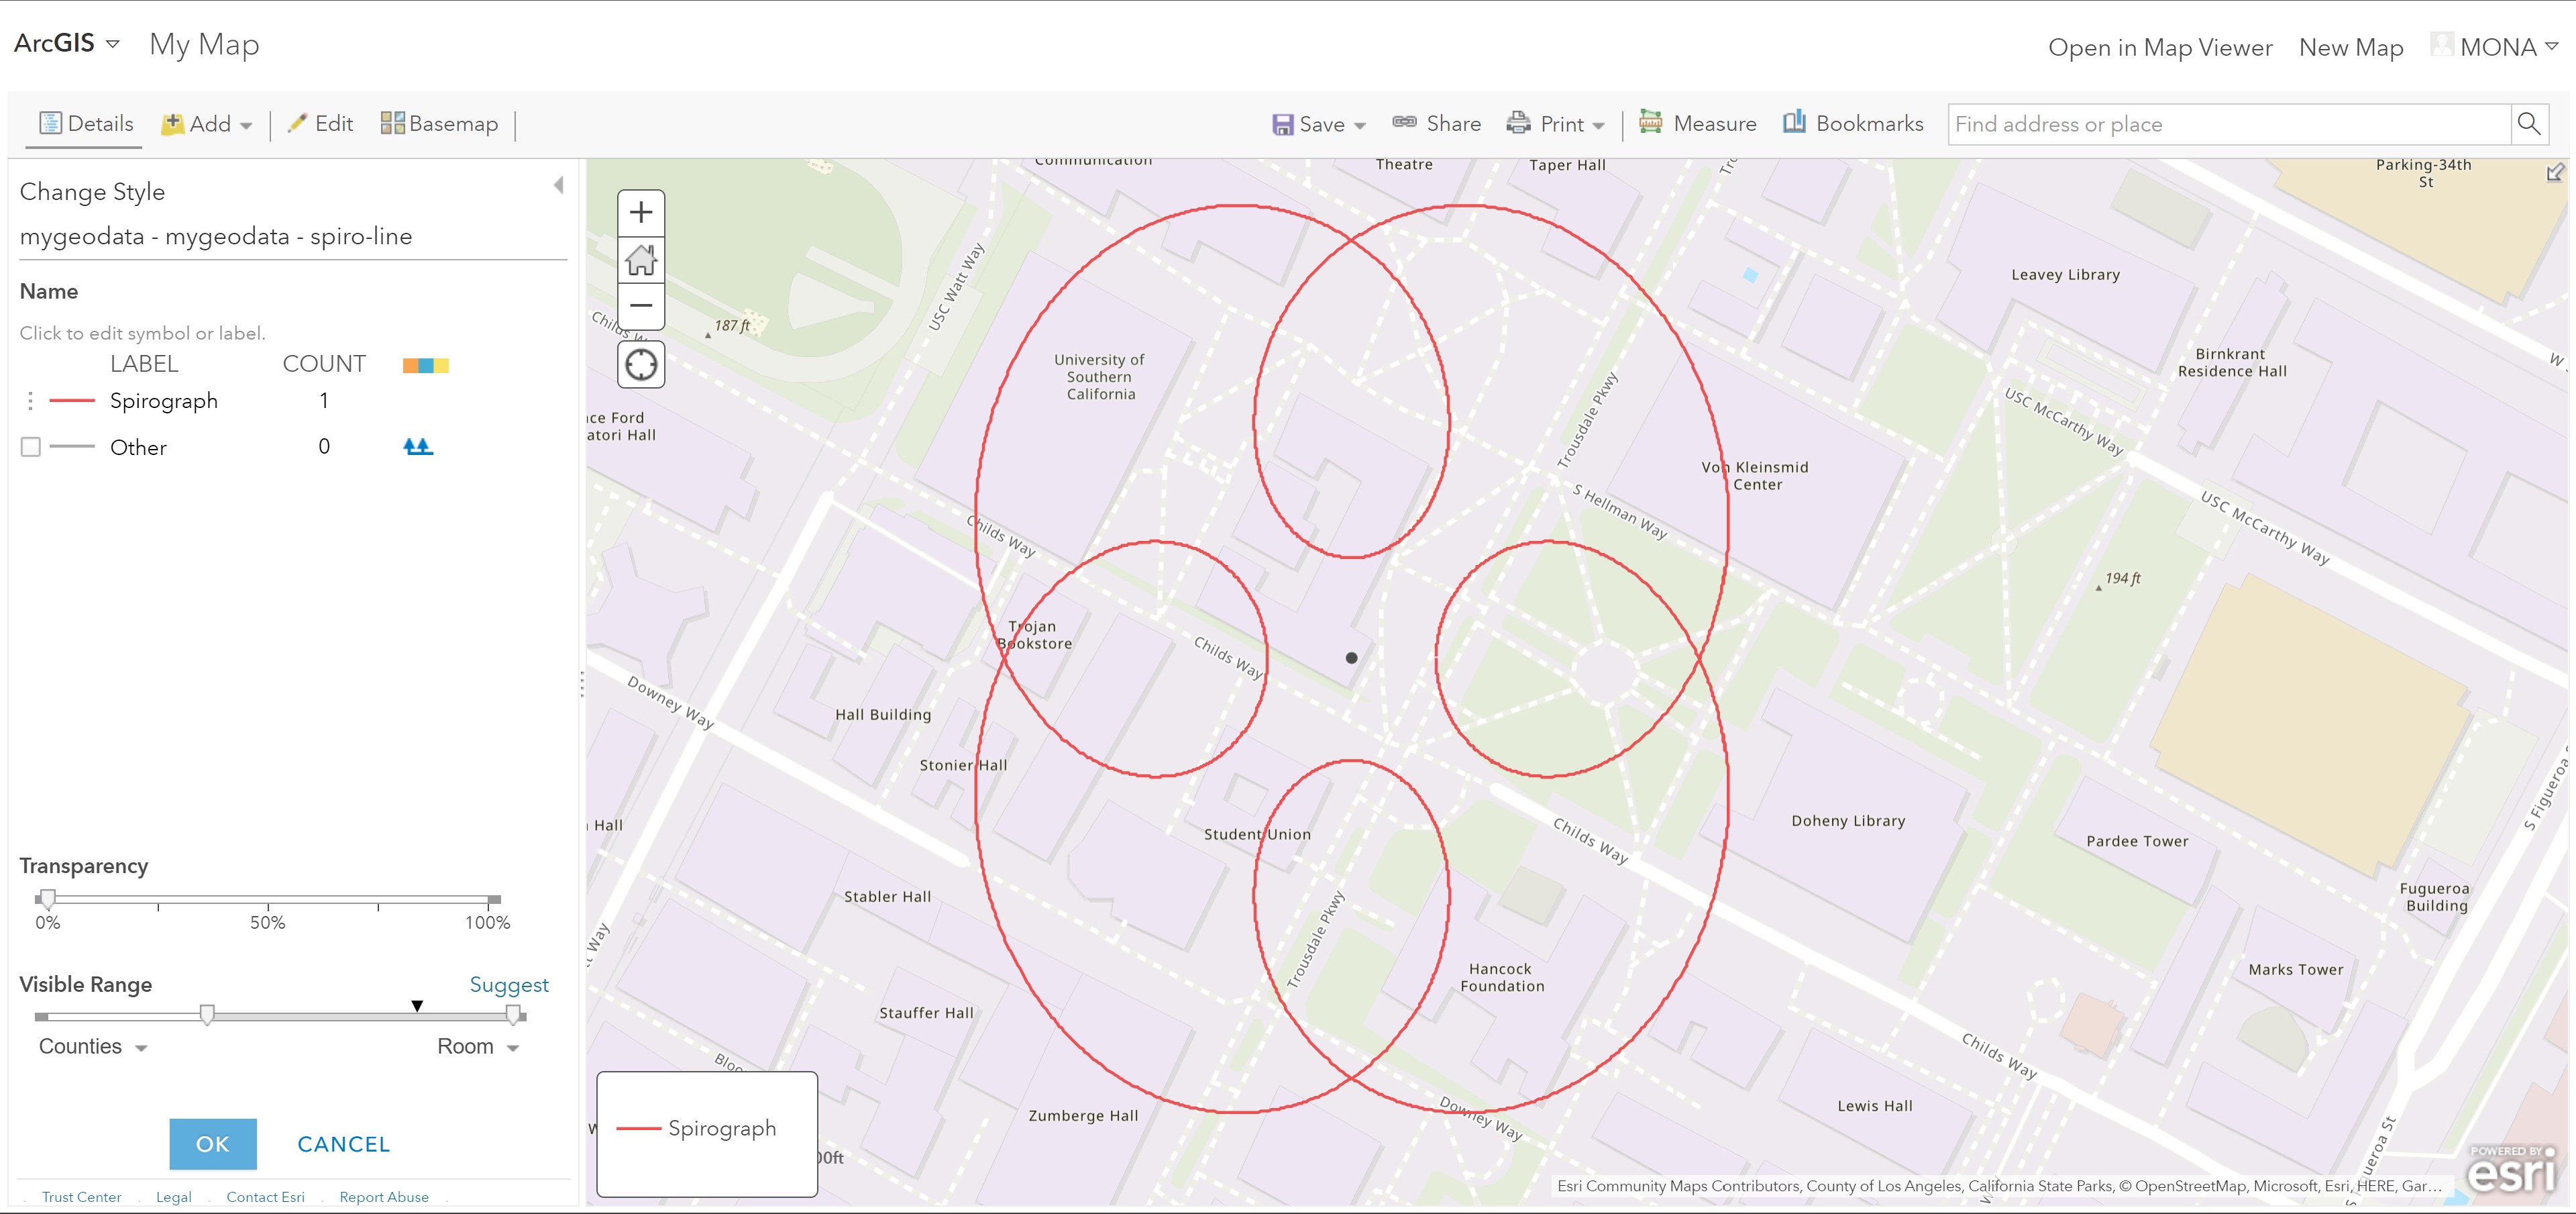 ArcGIS My Map
Open in Map Viewer New Map MONA
Details Add Edit Basemap
Save Share Print Measure Bookmarks Find address or place
Change Style
mygeodata - mygeodata - spiro-line
Name
Click to edit symbol or label.
LABEL COUNT
Spirograph 1
Other 0
Transparency
0% 50% 100%
Visible Range Suggest
Counties Room
OK CANCEL
Trust Center Legal Contact Esri Report Abuse
Communication
Theatre
Taper Hall
Parking-34th
St
USC Watt Way
187 ft
Childs
University of
Southern
California
Leavey Library
Birnkrant
Residence Hall
USC McCarthy Way
USC McCarthy Way
W
Trousdale Pkwy
Von Kleinsmid
Center
S Hellman Way
ce Ford
atori Hall
Childs Way
194 ft
Trojan
Bookstore
Childs Way
Downey Way
Hall Building
Stonier Hall
Hall
Student Union
Childs Way
Doheny Library
Pardee Tower
S Figueroa
Stabler Hall
Fugueroa
Building
Way
Trousdale Pkwy
Hancock
Foundation
Marks Tower
Stauffer Hall
Childs Way
Bloo
Zumberge Hall
Downey Way
Lewis Hall
S Figueroa St
Spirograph
00ft
Esri Community Maps Contributors, County of Los Angeles, California State Parks, © OpenStreetMap, Microsoft, Esri, HERE, Gar...
POWERED BY
esri